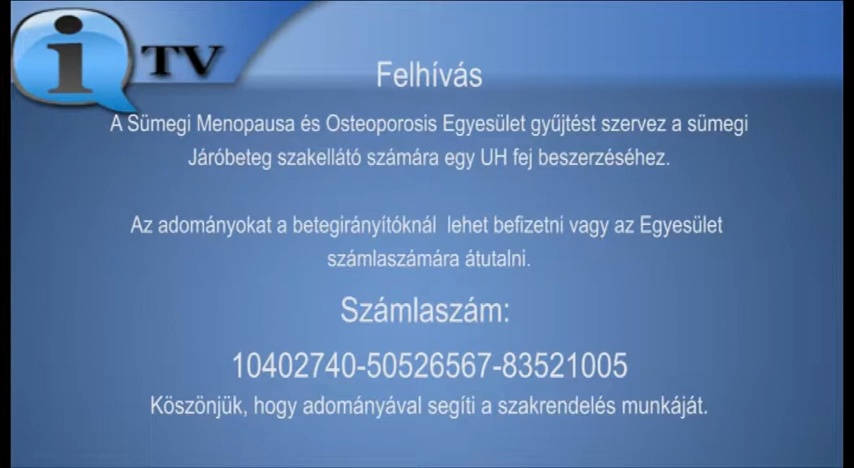 i TV
Felhívás
A Sümegi Menopausa és Osteoporosis Egyesület gyűjtést szervez a sümegi
Járóbeteg szakellátó számára egy UH fej beszerzéséhez.
Az adományokat a betegirányítóknál lehet befizetni vagy az Egyesület
számlaszámára átutalni.
Számlaszám:
10402740-50526567-83521005
Köszönjük, hogy adományával segíti a szakrendelés munkáját.